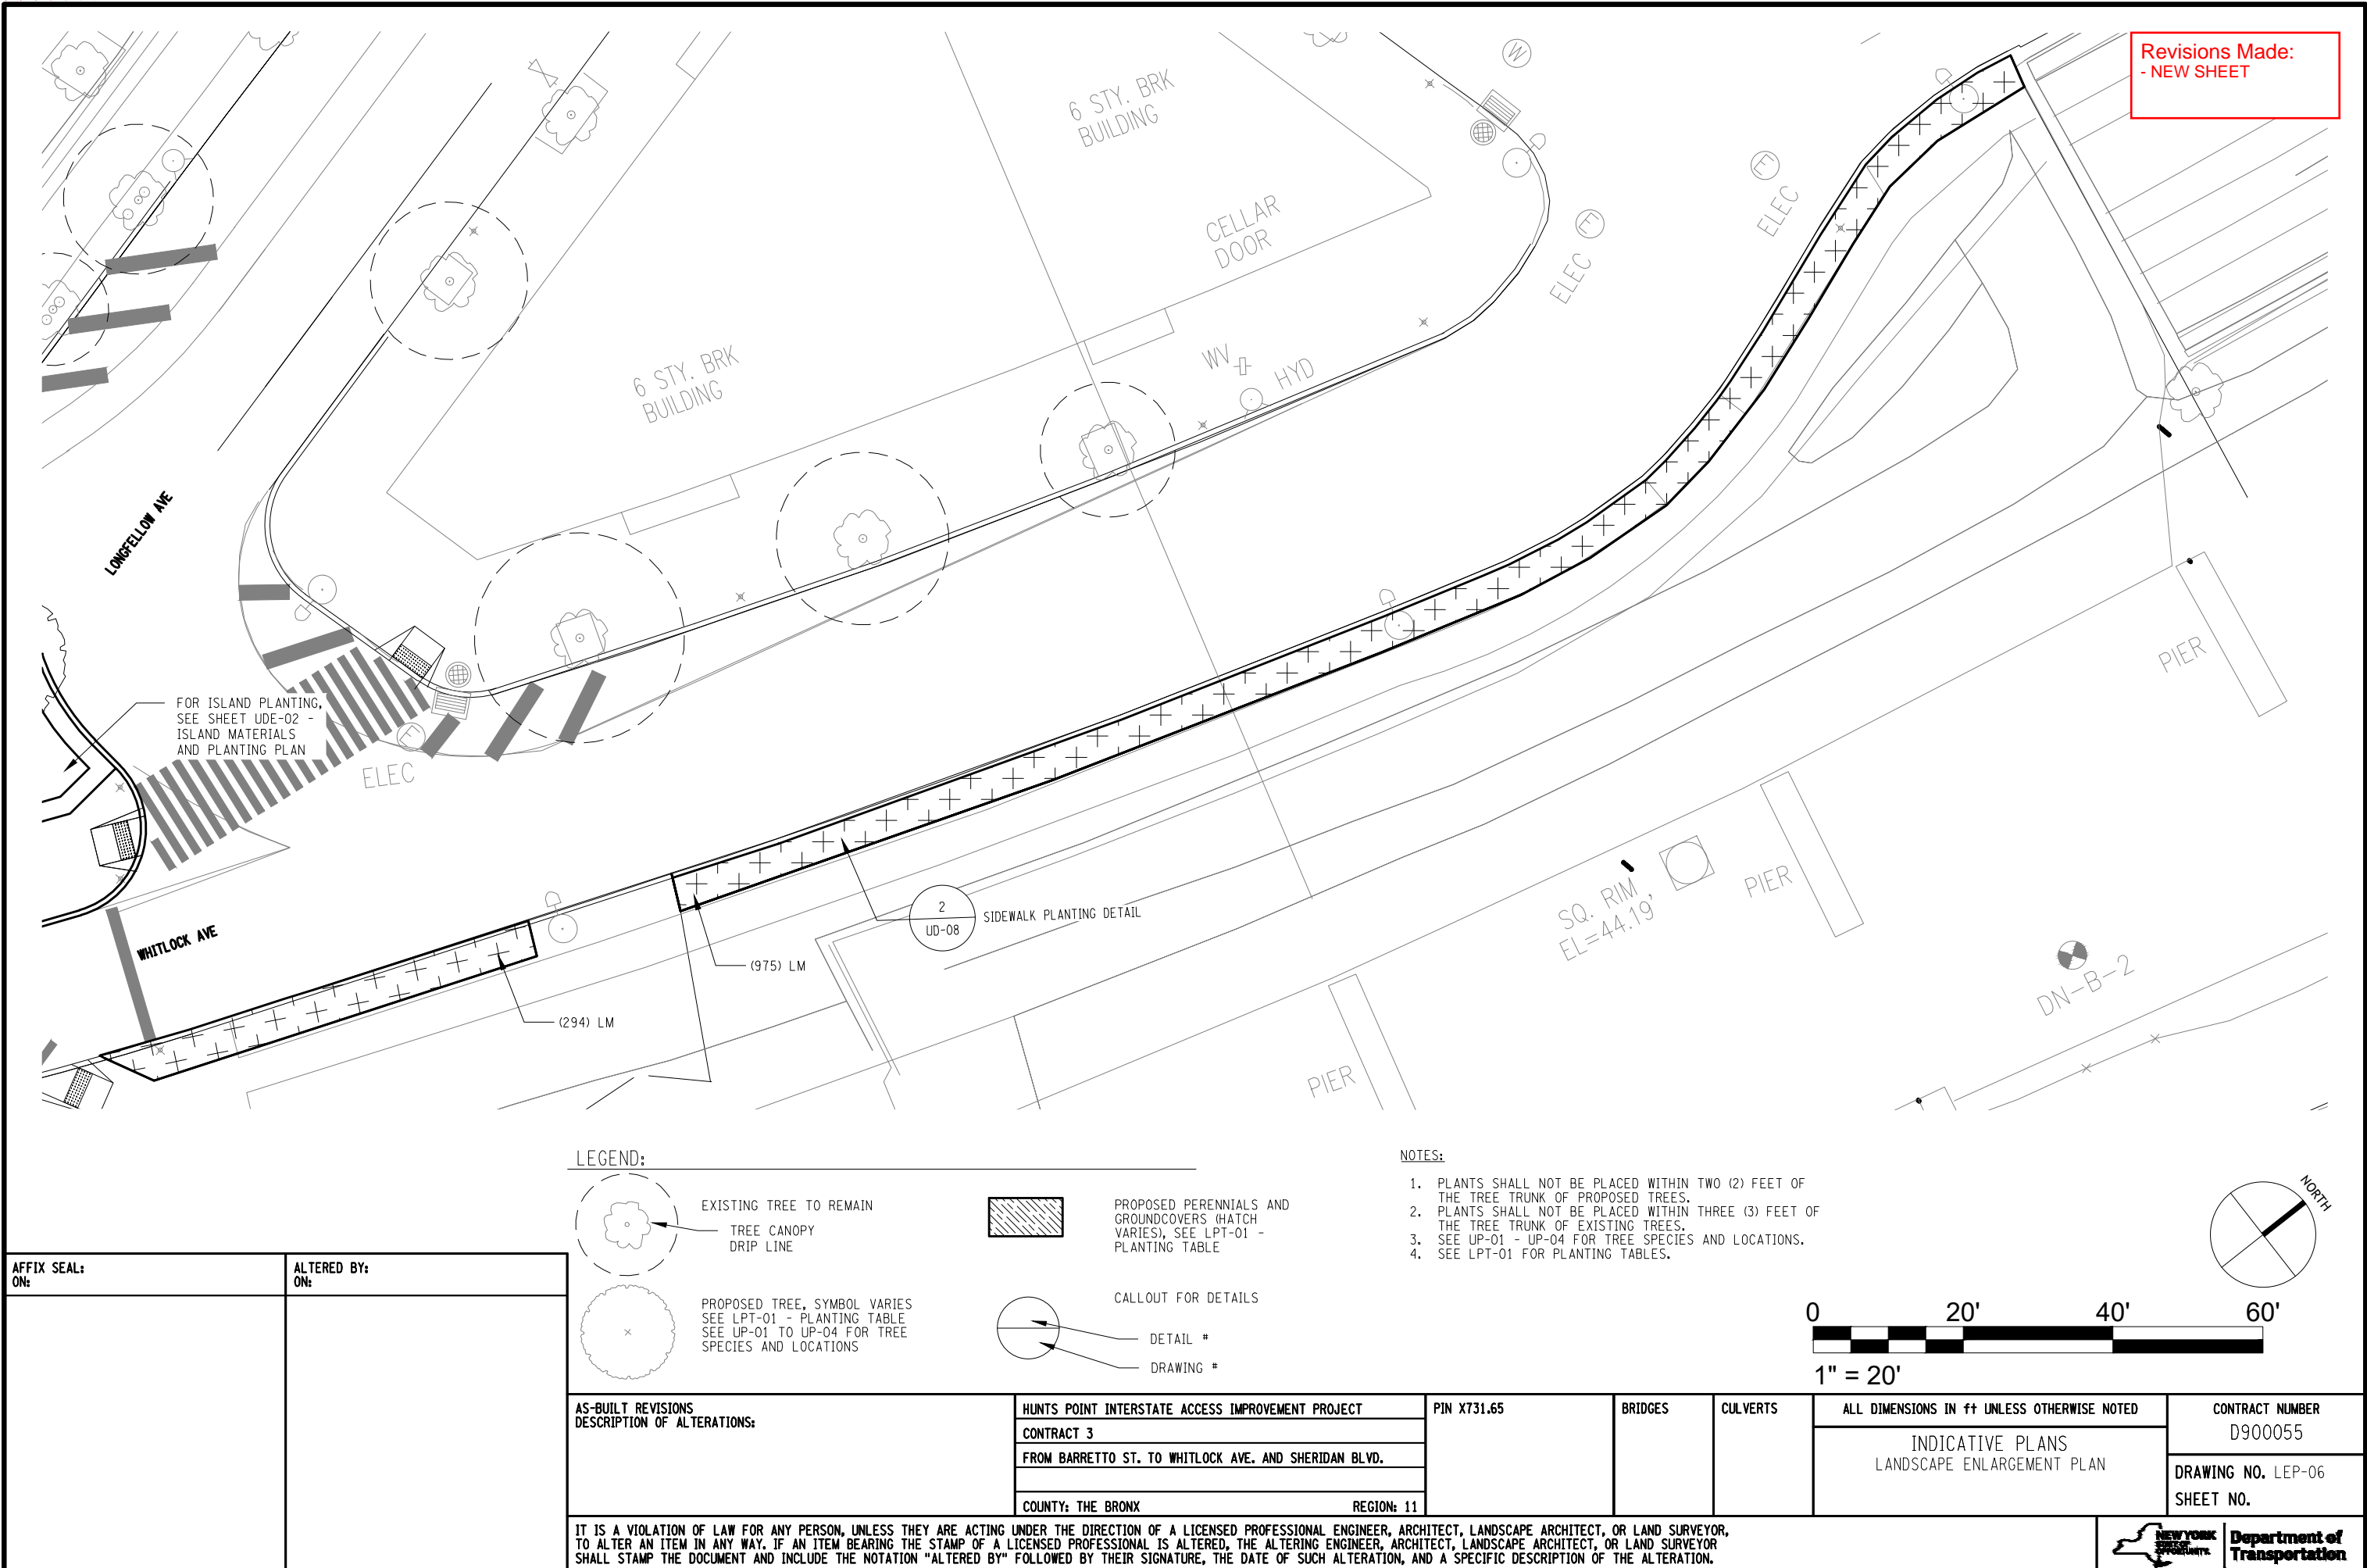 Revisions Made:
- NEW SHEET
W
6 STY. BRK
BUILDING
CELLAR
DOOR
E
ELEC
E
ELEC
6 STY. BRK
BUILDING
WV
HYD
LONGFELLOW AVE
FOR ISLAND PLANTING,
SEE SHEET UDE-02 -
ISLAND MATERIALS
AND PLANTING PLAN
E
ELEC
WHITLOCK AVE
2
UD-08
SIDEWALK PLANTING DETAIL
(975) LM
(294) LM
PIER
PIER
PIER
SQ. RIM
EL=44.19'
DN-B-2
LEGEND:
EXISTING TREE TO REMAIN
TREE CANOPY
DRIP LINE
PROPOSED TREE, SYMBOL VARIES
SEE LPT-01 - PLANTING TABLE
SEE UP-01 TO UP-04 FOR TREE
SPECIES AND LOCATIONS
PROPOSED PERENNIALS AND
GROUNDCOVERS (HATCH
VARIES), SEE LPT-01 -
PLANTING TABLE
CALLOUT FOR DETAILS
DETAIL #
DRAWING #
NOTES:
1. PLANTS SHALL NOT BE PLACED WITHIN TWO (2) FEET OF
THE TREE TRUNK OF PROPOSED TREES.
2. PLANTS SHALL NOT BE PLACED WITHIN THREE (3) FEET OF
THE TREE TRUNK OF EXISTING TREES.
3. SEE UP-01 - UP-04 FOR TREE SPECIES AND LOCATIONS.
4. SEE LPT-01 FOR PLANTING TABLES.
NORTH
0 20' 40' 60'
1" = 20'
AFFIX SEAL:
ON:
ALTERED BY:
ON:
AS-BUILT REVISIONS
DESCRIPTION OF ALTERATIONS:
HUNTS POINT INTERSTATE ACCESS IMPROVEMENT PROJECT
CONTRACT 3
FROM BARRETTO ST. TO WHITLOCK AVE. AND SHERIDAN BLVD.
COUNTY: THE BRONX REGION: 11
PIN X731.65
BRIDGES
CULVERTS
ALL DIMENSIONS IN ft UNLESS OTHERWISE NOTED
INDICATIVE PLANS
LANDSCAPE ENLARGEMENT PLAN
CONTRACT NUMBER
D900055
DRAWING NO. LEP-06
SHEET NO.
IT IS A VIOLATION OF LAW FOR ANY PERSON, UNLESS THEY ARE ACTING UNDER THE DIRECTION OF A LICENSED PROFESSIONAL ENGINEER, ARCHITECT, LANDSCAPE ARCHITECT, OR LAND SURVEYOR,
TO ALTER AN ITEM IN ANY WAY. IF AN ITEM BEARING THE STAMP OF A LICENSED PROFESSIONAL IS ALTERED, THE ALTERING ENGINEER, ARCHITECT, LANDSCAPE ARCHITECT, OR LAND SURVEYOR
SHALL STAMP THE DOCUMENT AND INCLUDE THE NOTATION "ALTERED BY" FOLLOWED BY THEIR SIGNATURE, THE DATE OF SUCH ALTERATION, AND A SPECIFIC DESCRIPTION OF THE ALTERATION.
NEW YORK
STATE OF
OPPORTUNITY.
Department of
Transportation